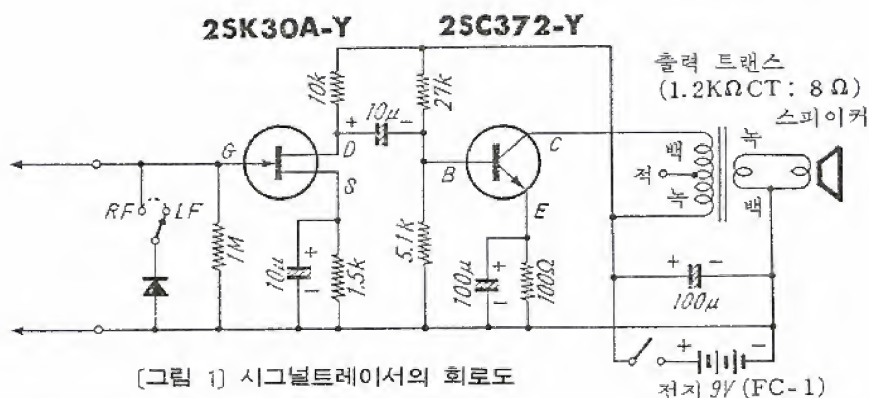 2SK30A-Y
2SC372-Y
출력 트랜스
(1.2KΩCT : 8Ω)
스피이커
10k
27k
10μ
+
-
G
D
S
B
C
E
백
적
녹
녹
백
RF
LF
1M
10μ
+
-
1.5k
5.1k
100μ
+
-
100Ω
+
-
100μ
+
-
전지 9V (FC-1)
[그림 1] 시그널트레이서의 회로도